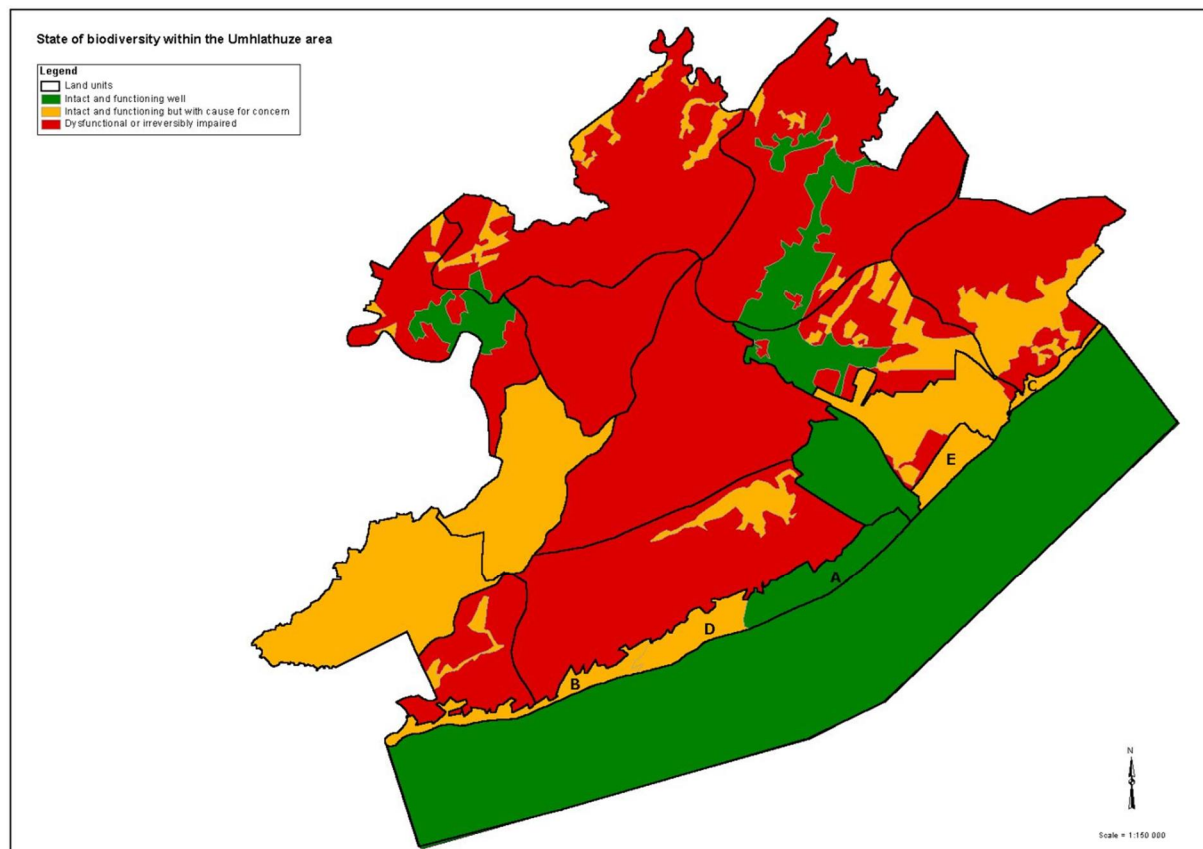 State of biodiversity within the Umhlathuze area
Legend
Land units
Intact and functioning well
Intact and functioning but with cause for concern
Dysfunctional or irreversibly impaired
C
E
A
D
B
N
Scale = 1:150 000